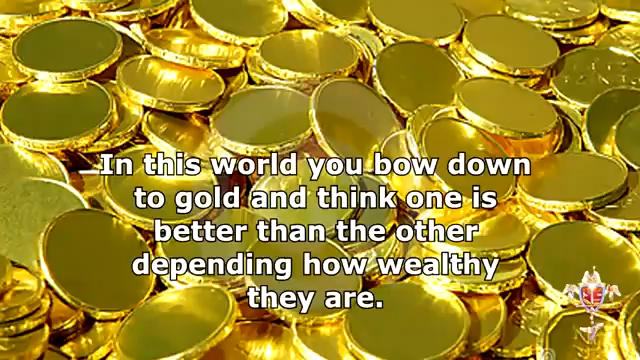 In this world you bow down
to gold and think one is
better than the other
depending how wealthy
they are.